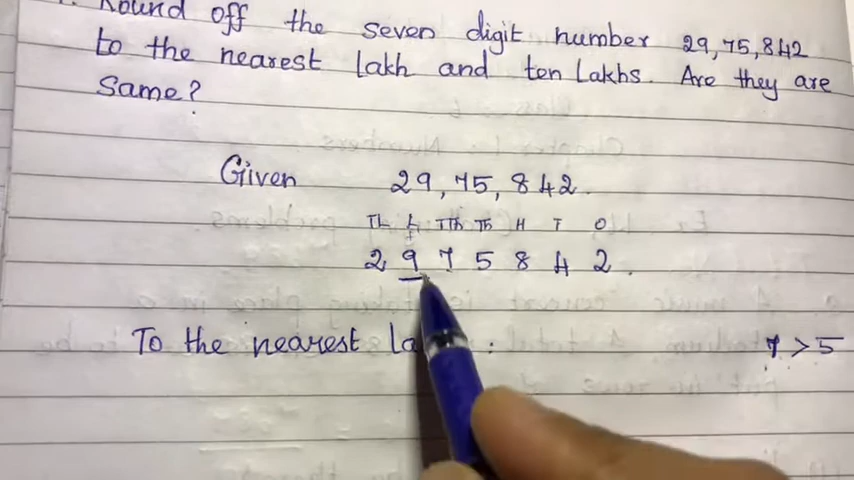 Round off the seven digit number 29,75,842
to the nearest lakh and ten Lakhs. Are they are
Same?
Given 29,75,842.
TL L TTh Th H T O
2 9 7 5 8 4 2.
To the nearest la : 7 > 5